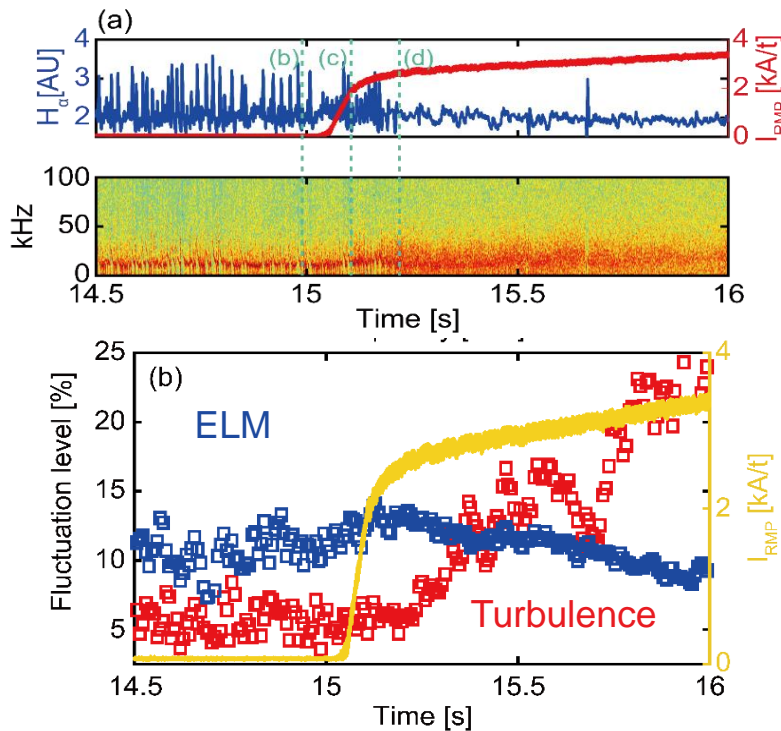 (a)
4
3
2
Hα[AU]
(b) (c) (d)
4
2
0
I_RMP [kA/t]
100
50
0
kHz
14.5 15 15.5 16
Time [s]
(b)
25
20
15
10
5
Fluctuation level [%]
ELM
Turbulence
4
2
0
I_RMP [kA/t]
14.5 15 15.5 16
Time [s]